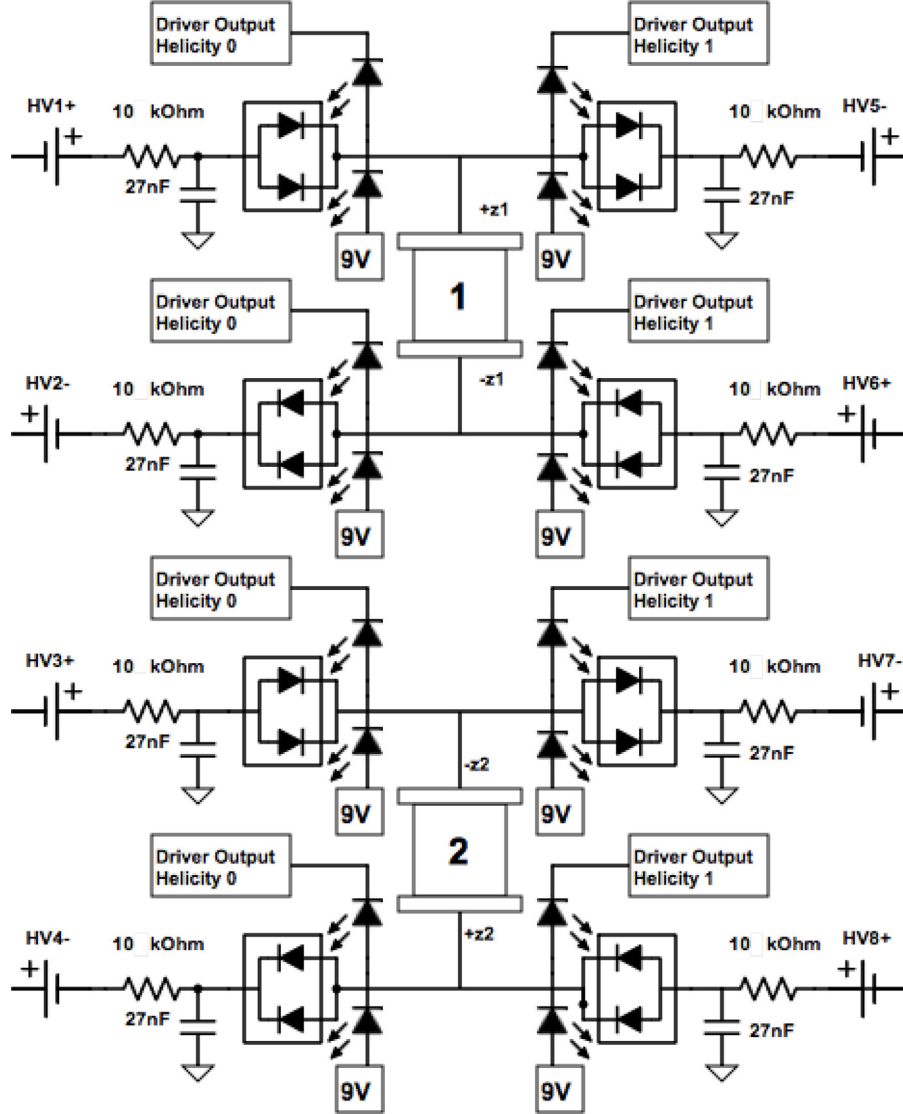 Driver Output
Helicity 0
Driver Output
Helicity 1
HV1+
10 kOhm
10 kOhm
HV5-
+
+
27nF
27nF
+z1
9V
9V
1
Driver Output
Helicity 0
Driver Output
Helicity 1
-z1
HV2-
10 kOhm
10 kOhm
HV6+
+
+
27nF
27nF
9V
9V
Driver Output
Helicity 0
Driver Output
Helicity 1
HV3+
10 kOhm
10 kOhm
HV7-
+
+
27nF
27nF
-z2
9V
9V
2
Driver Output
Helicity 0
Driver Output
Helicity 1
+z2
HV4-
10 kOhm
10 kOhm
HV8+
+
+
27nF
27nF
9V
9V